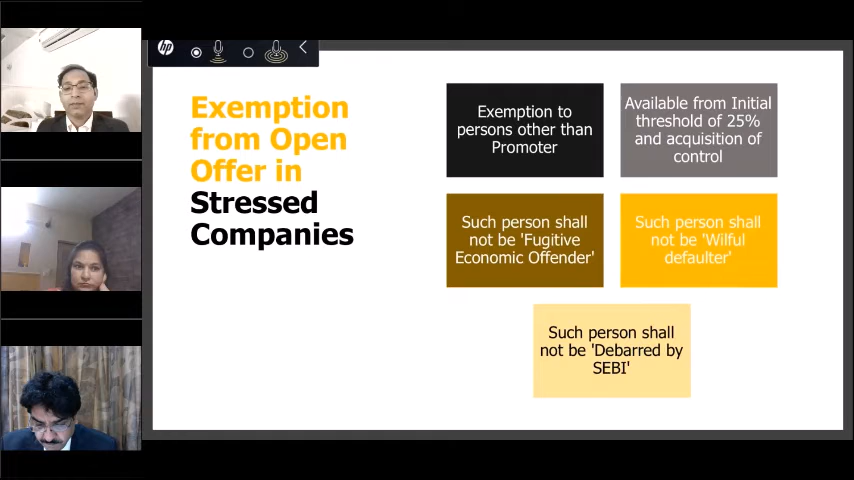 hp
Exemption
from Open
Offer in
Stressed
Companies
Exemption to
persons other than
Promoter
Available from Initial
threshold of 25%
and acquisition of
control
Such person shall
not be 'Fugitive
Economic Offender'
Such person shall
not be 'Wilful
defaulter'
Such person shall
not be 'Debarred by
SEBI'